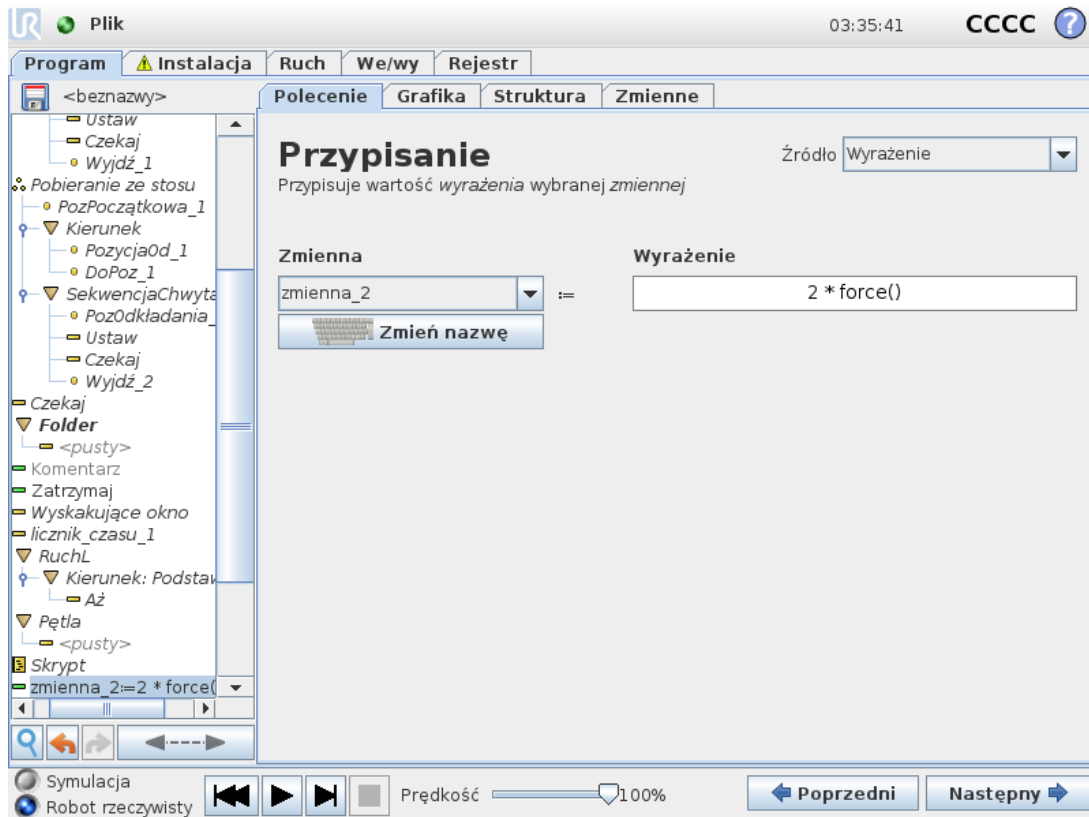 UR Plik 03:35:41 CCCC ?
Program Instalacja Ruch We/wy Rejestr
<beznazwy>
Ustaw
Czekaj
Wyjdź_1
Pobieranie ze stosu
PozPoczątkowa_1
Kierunek
PozycjaOd_1
DoPoz_1
SekwencjaChwyta
PozOdkładania_
Ustaw
Czekaj
Wyjdź_2
Czekaj
Folder
<pusty>
Komentarz
Zatrzymaj
Wyskakujące okno
licznik_czasu_1
RuchL
Kierunek: Podstaw
Aż
Pętla
<pusty>
Skrypt
zmienna_2:=2 * force(
Polecenie Grafika Struktura Zmienne
Przypisanie
Źródło Wyrażenie
Przypisuje wartość wyrażenia wybranej zmiennej
Zmienna Wyrażenie
zmienna_2 := 2 * force()
Zmień nazwę
Symulacja
Robot rzeczywisty
Prędkość 100%
Poprzedni Następny